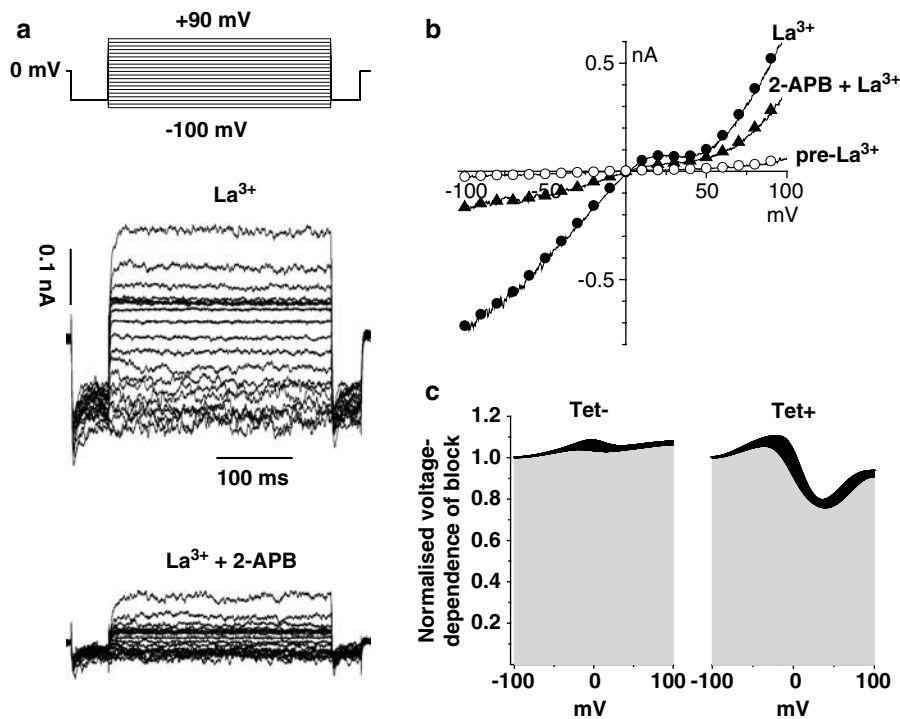 a
+90 mV
0 mV
-100 mV
La³⁺
0.1 nA
100 ms
La³⁺ + 2-APB
b
nA
La³⁺
0.5
2-APB + La³⁺
pre-La³⁺
-100
-50
50
100
mV
-0.5
c
Tet-
Tet+
Normalised voltage-
dependence of block
1.2
1.0
0.8
0.6
0.4
0.2
-100
0
100
mV
-100
0
100
mV